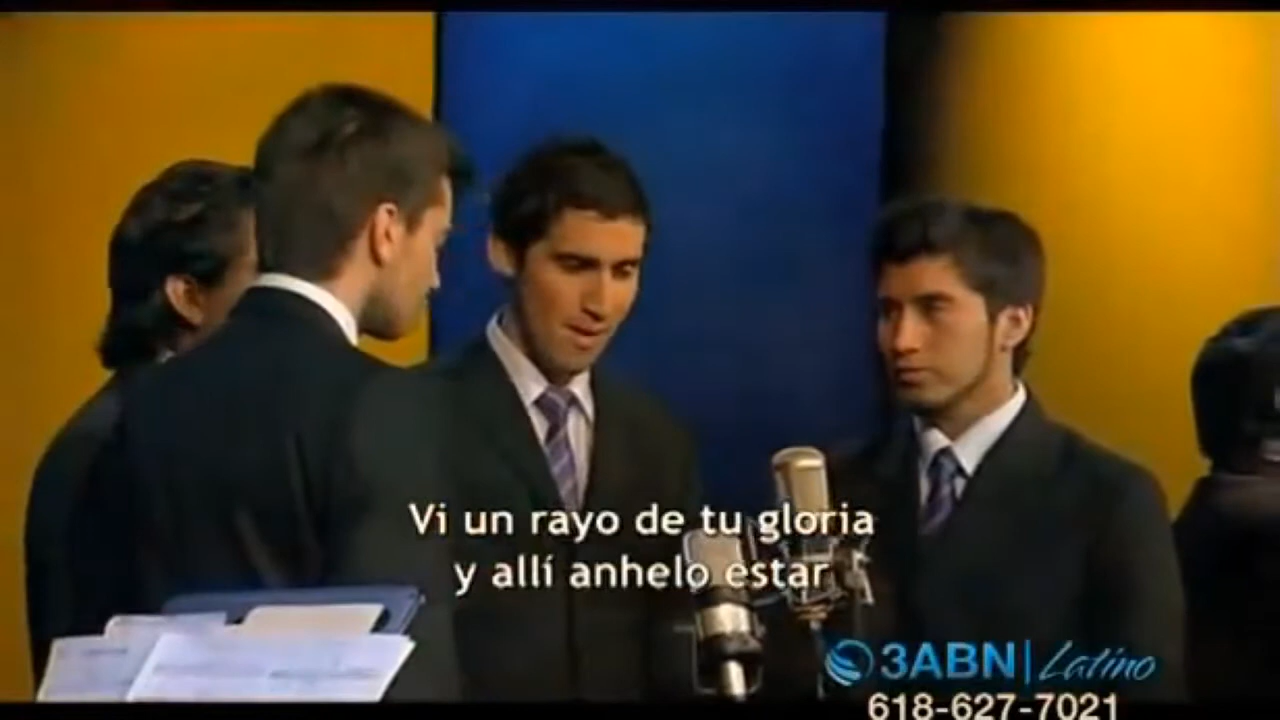 Vi un rayo de tu gloria
y allí anhelo estar
3ABN | Latino
618-627-7021